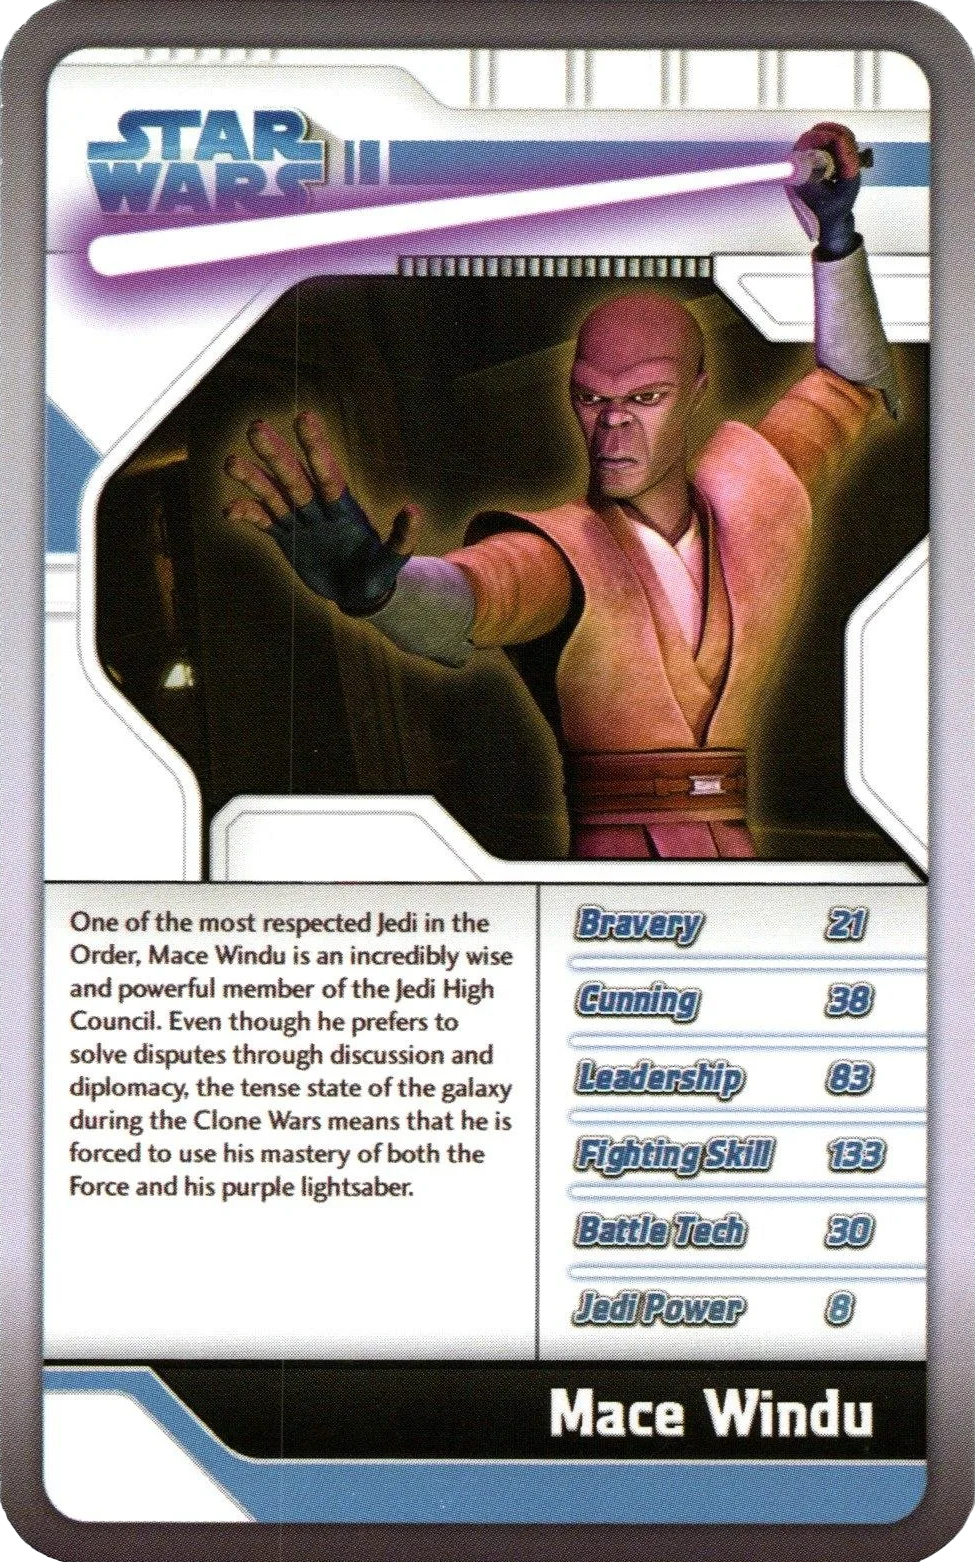 STAR
WARS
One of the most respected Jedi in the
Order, Mace Windu is an incredibly wise
and powerful member of the Jedi High
Council. Even though he prefers to
solve disputes through discussion and
diplomacy, the tense state of the galaxy
during the Clone Wars means that he is
forced to use his mastery of both the
Force and his purple lightsaber.
Bravery 21
Cunning 38
Leadership 83
Fighting Skill 133
Battle Tech 30
Jedi Power 8
Mace Windu